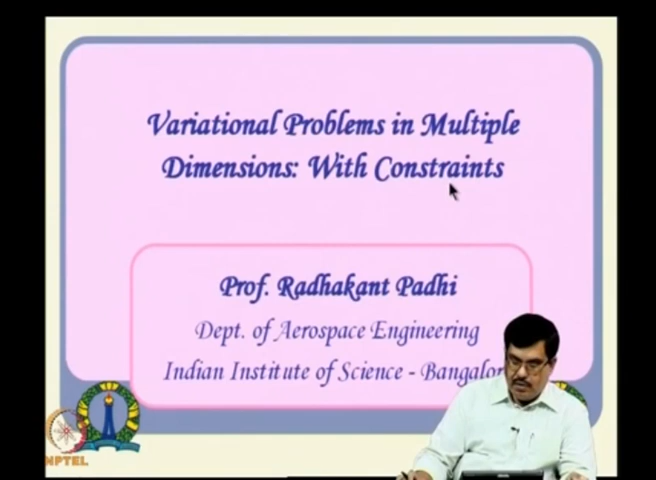 Variational Problems in Multiple
Dimensions: With Constraints
Prof. Radhakant Padhi
Dept. of Aerospace Engineering
Indian Institute of Science - Bangalor
NPTEL